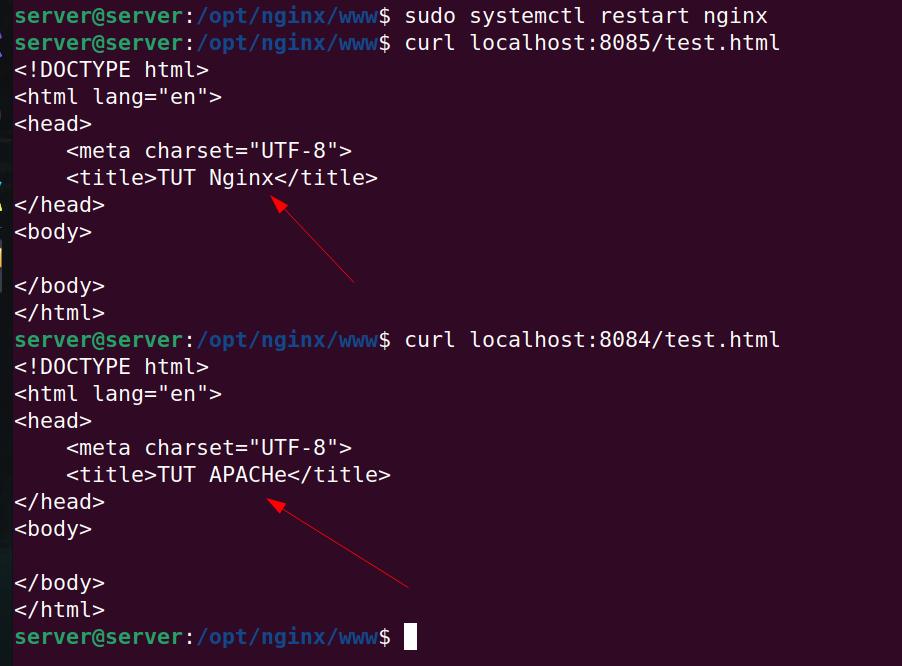 server@server:/opt/nginx/www$ sudo systemctl restart nginx
server@server:/opt/nginx/www$ curl localhost:8085/test.html
<!DOCTYPE html>
<html lang="en">
<head>
    <meta charset="UTF-8">
    <title>TUT Nginx</title>
</head>
<body>

</body>
</html>
server@server:/opt/nginx/www$ curl localhost:8084/test.html
<!DOCTYPE html>
<html lang="en">
<head>
    <meta charset="UTF-8">
    <title>TUT APACHe</title>
</head>
<body>

</body>
</html>
server@server:/opt/nginx/www$